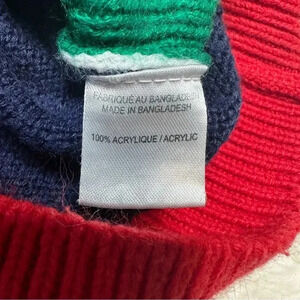 FABRIQUÉ AU BANGLADESH
MADE IN BANGLADESH
100% ACRYLIQUE / ACRYLIC